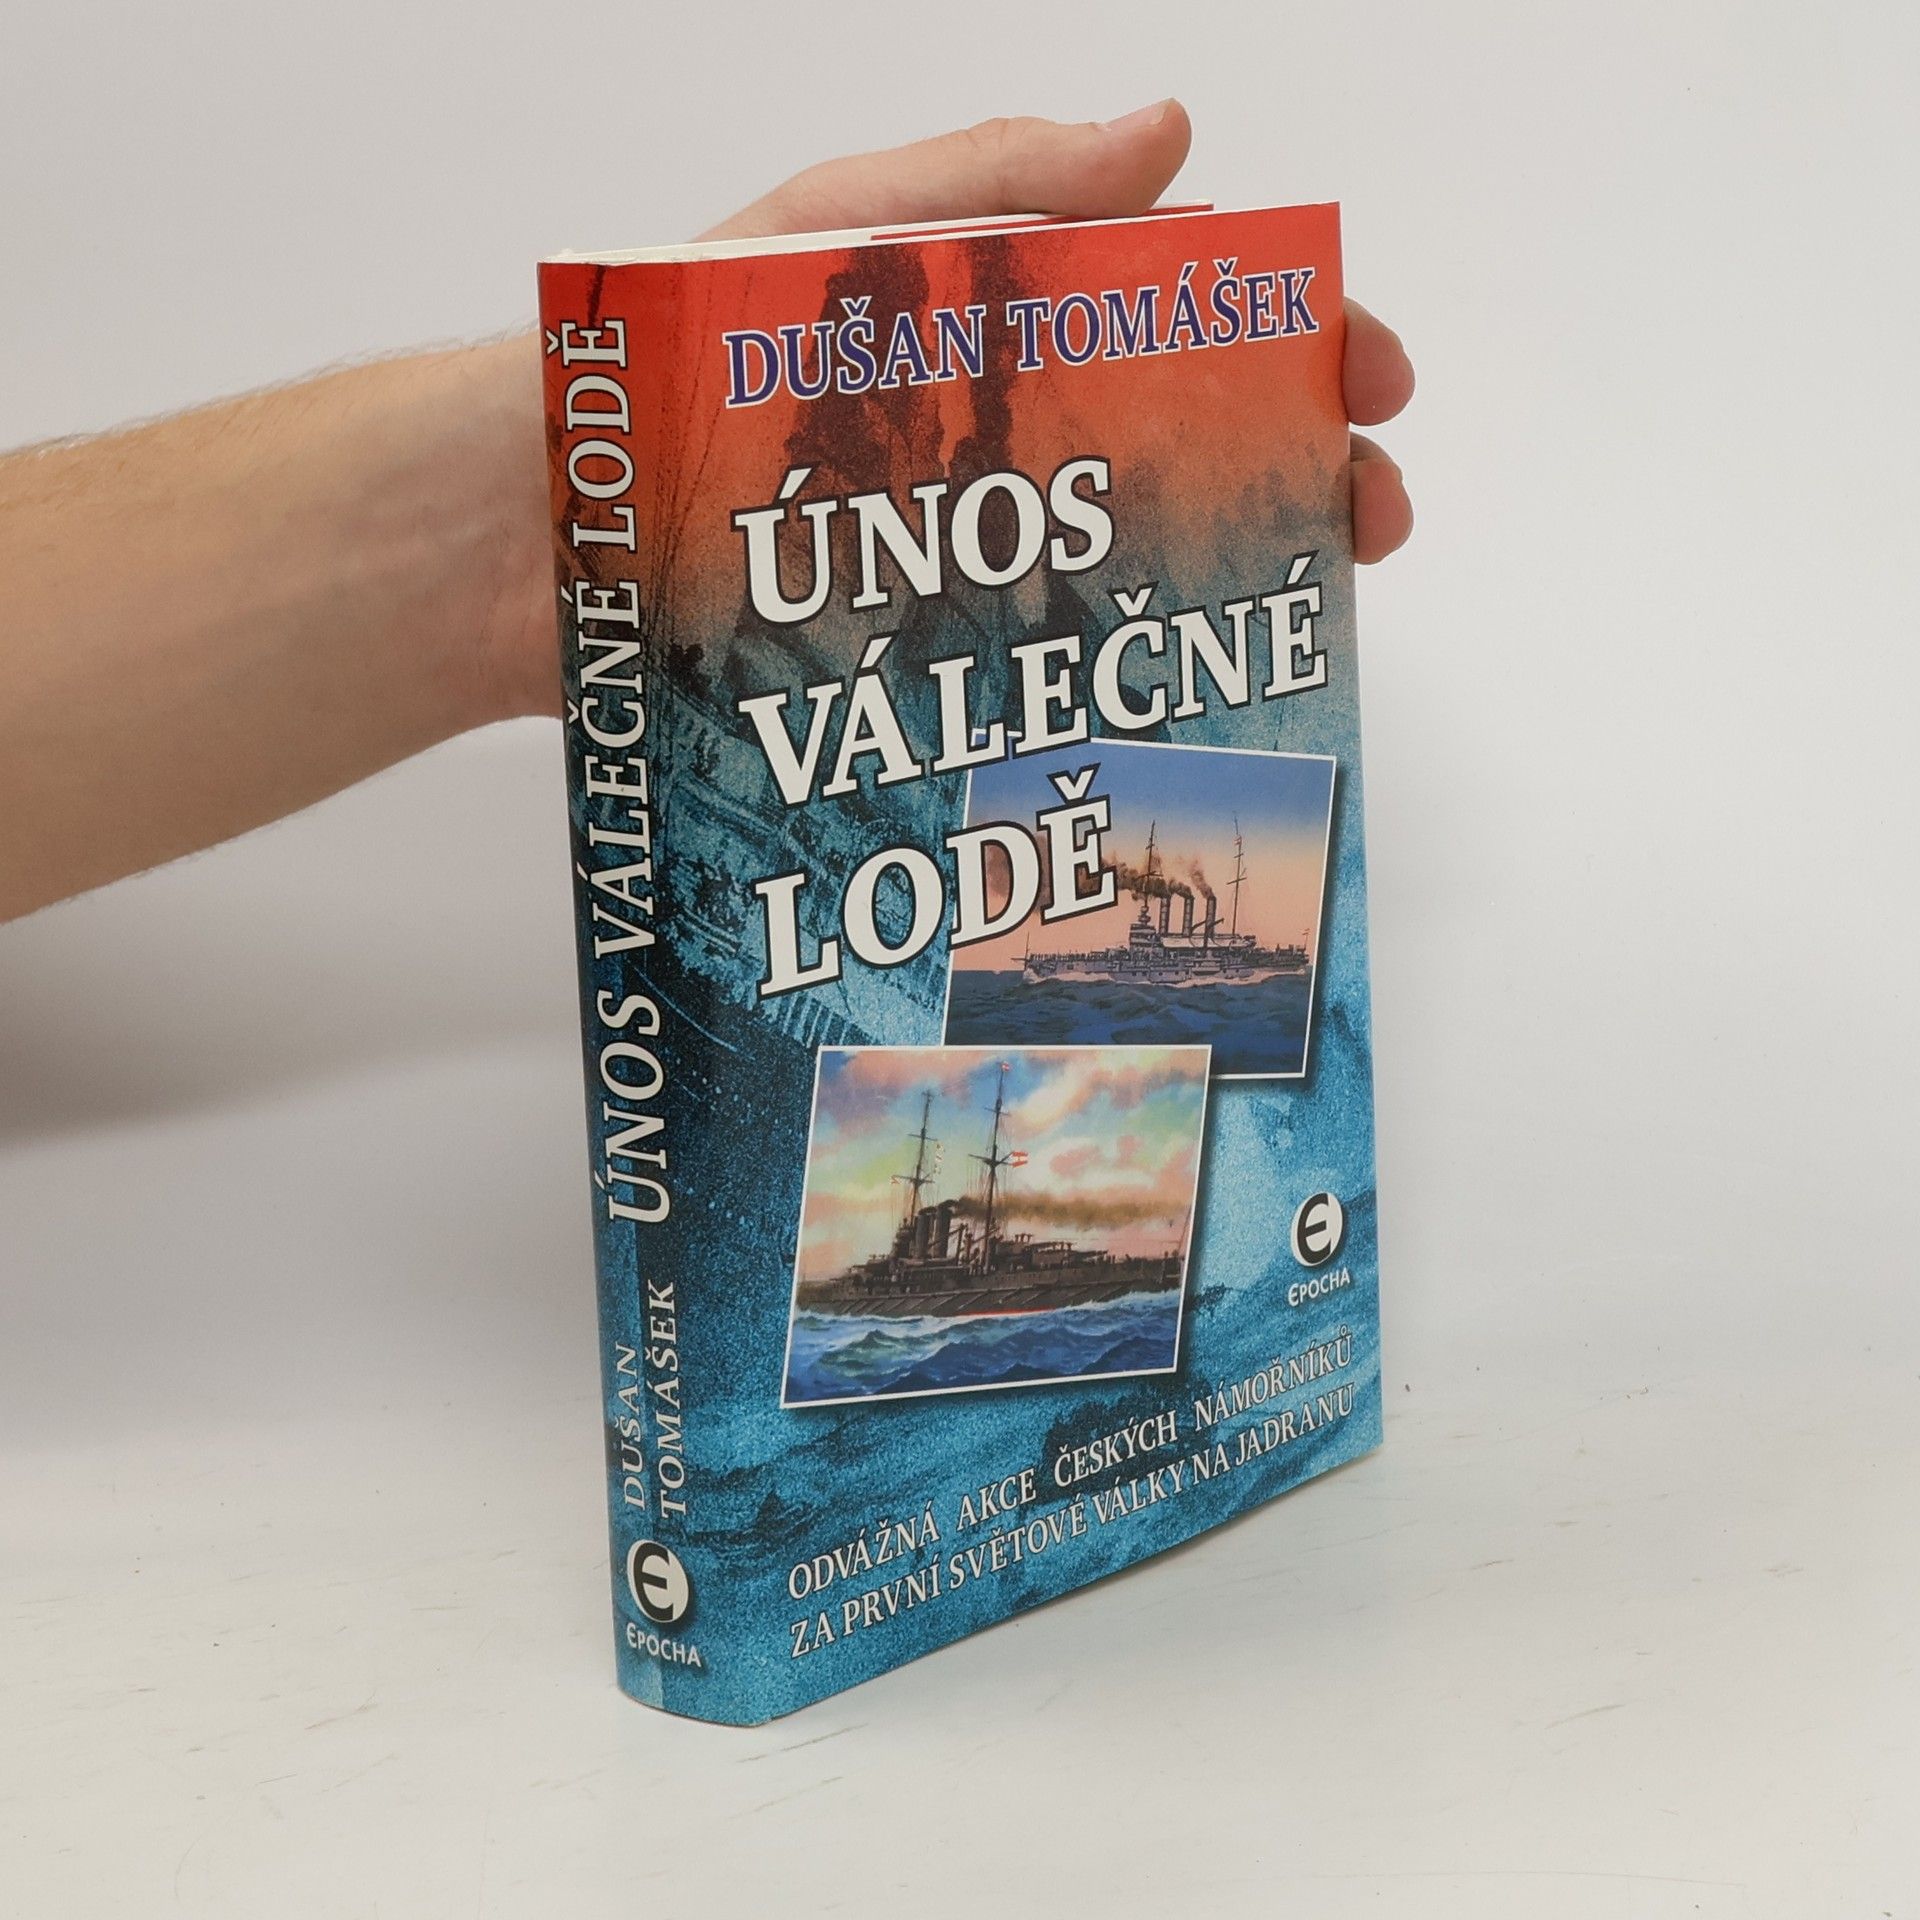 DUŠAN TOMÁŠEK
ÚNOS
VÁLEČNÉ
LODĚ
EPOCHA
ODVÁŽNÁ AKCE ČESKÝCH NÁMOŘNÍKŮ
ZA PRVNÍ SVĚTOVÉ VÁLKY NA JADRANU
DUŠAN
TOMÁŠEK
ÚNOS VÁLEČNÉ LODĚ
EPOCHA